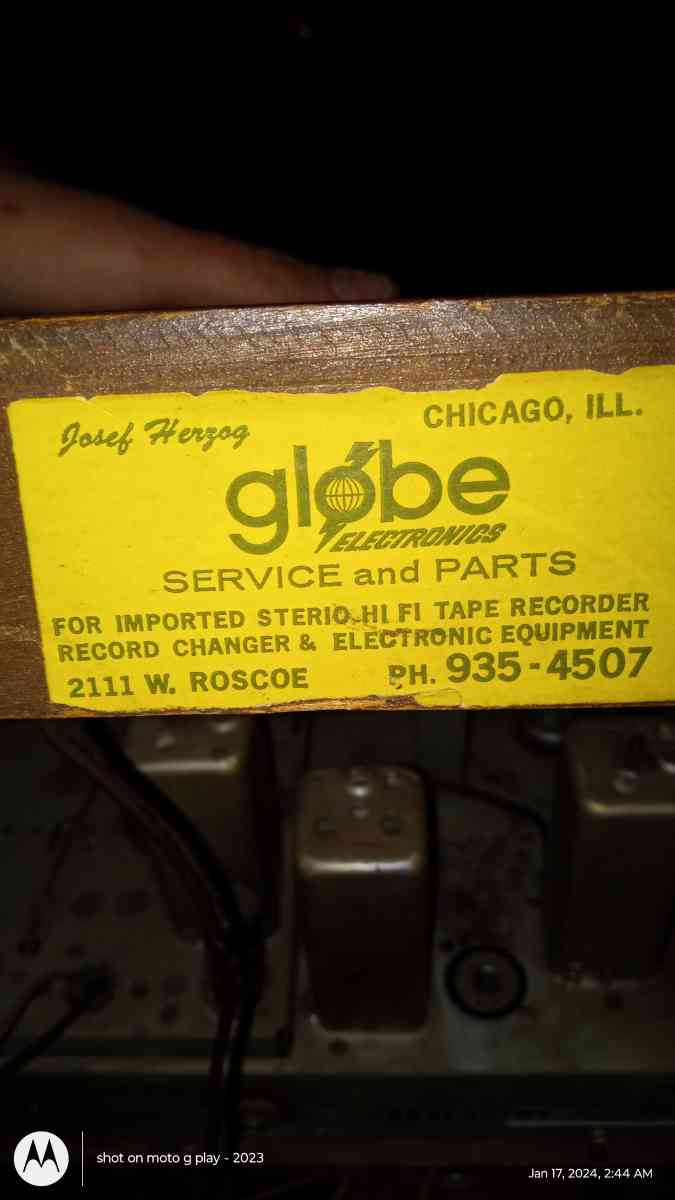 Josef Herzog
CHICAGO, ILL.
globe
ELECTRONICS
SERVICE and PARTS
FOR IMPORTED STERIO HI FI TAPE RECORDER
RECORD CHANGER & ELECTRONIC EQUIPMENT
2111 W. ROSCOE PH. 935-4507
shot on moto g play - 2023
Jan 17, 2024, 2:44 AM